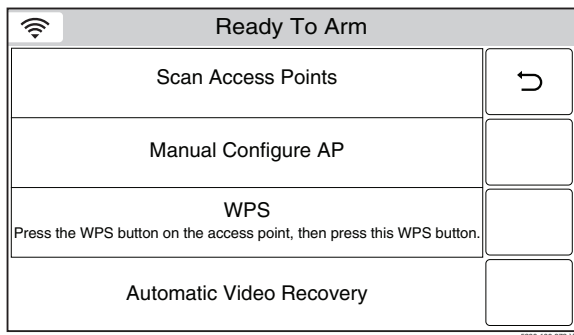 Ready To Arm
Scan Access Points
Manual Configure AP
WPS
Press the WPS button on the access point, then press this WPS button.
Automatic Video Recovery